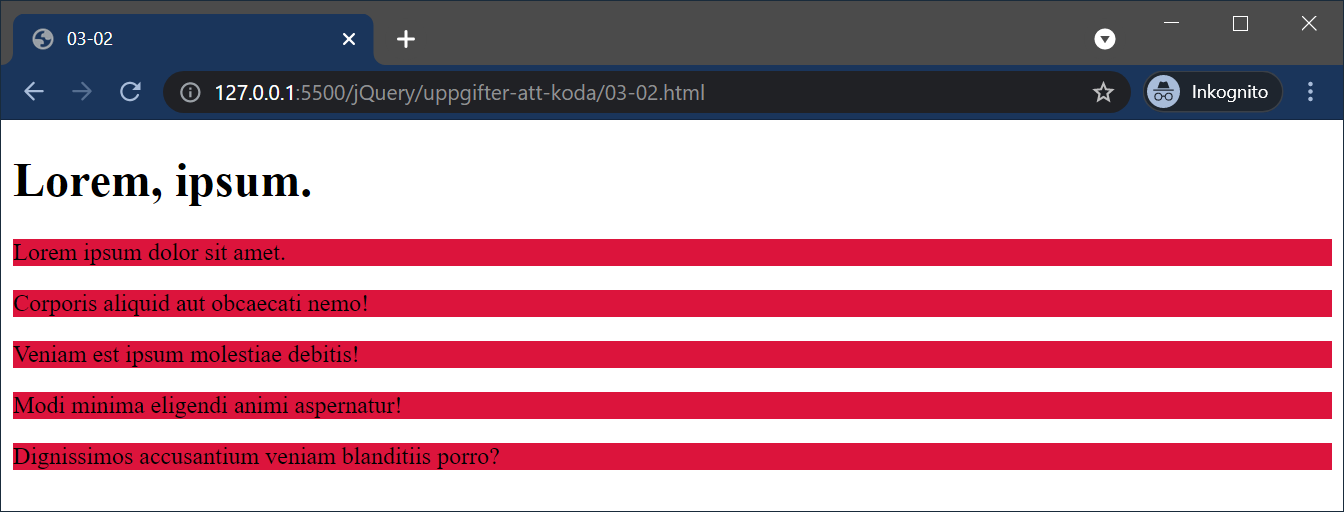 03-02
127.0.0.1:5500/jQuery/uppgifter-att-koda/03-02.html
Inkognito
Lorem, ipsum.
Lorem ipsum dolor sit amet.
Corporis aliquid aut obcaecati nemo!
Veniam est ipsum molestiae debitis!
Modi minima eligendi animi aspernatur!
Dignissimos accusantium veniam blanditiis porro?